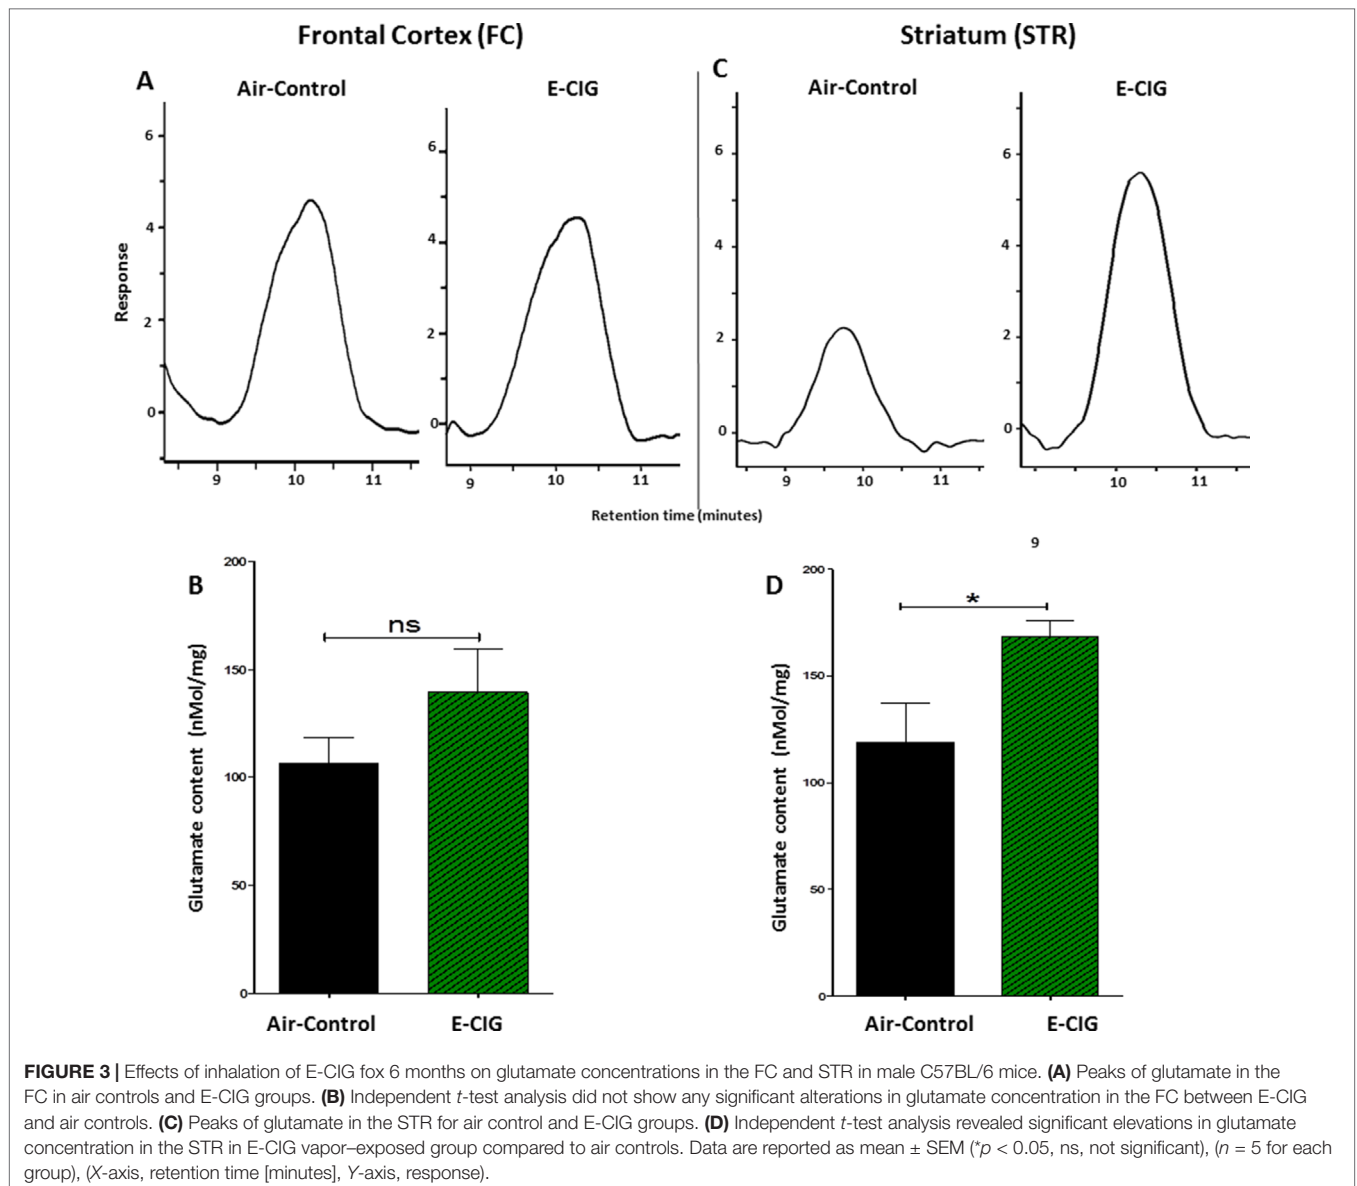 Frontal Cortex (FC)
Striatum (STR)
A
Air-Control
E-CIG
Response
6
4
2
0
9
10
11
6
4
2
0
9
10
11
C
Air-Control
E-CIG
6
4
2
0
9
10
11
6
4
2
0
10
11
Retention time (minutes)
9
B
Glutamate content (nMol/mg)
200
150
100
50
0
ns
Air-Control
E-CIG
D
Glutamate content (nMol/mg)
200
150
100
50
0
*
Air-Control
E-CIG
FIGURE 3 | Effects of inhalation of E-CIG fox 6 months on glutamate concentrations in the FC and STR in male C57BL/6 mice. (A) Peaks of glutamate in the
FC in air controls and E-CIG groups. (B) Independent t-test analysis did not show any significant alterations in glutamate concentration in the FC between E-CIG
and air controls. (C) Peaks of glutamate in the STR for air control and E-CIG groups. (D) Independent t-test analysis revealed significant elevations in glutamate
concentration in the STR in E-CIG vapor–exposed group compared to air controls. Data are reported as mean ± SEM (*p < 0.05, ns, not significant), (n = 5 for each
group), (X-axis, retention time [minutes], Y-axis, response).